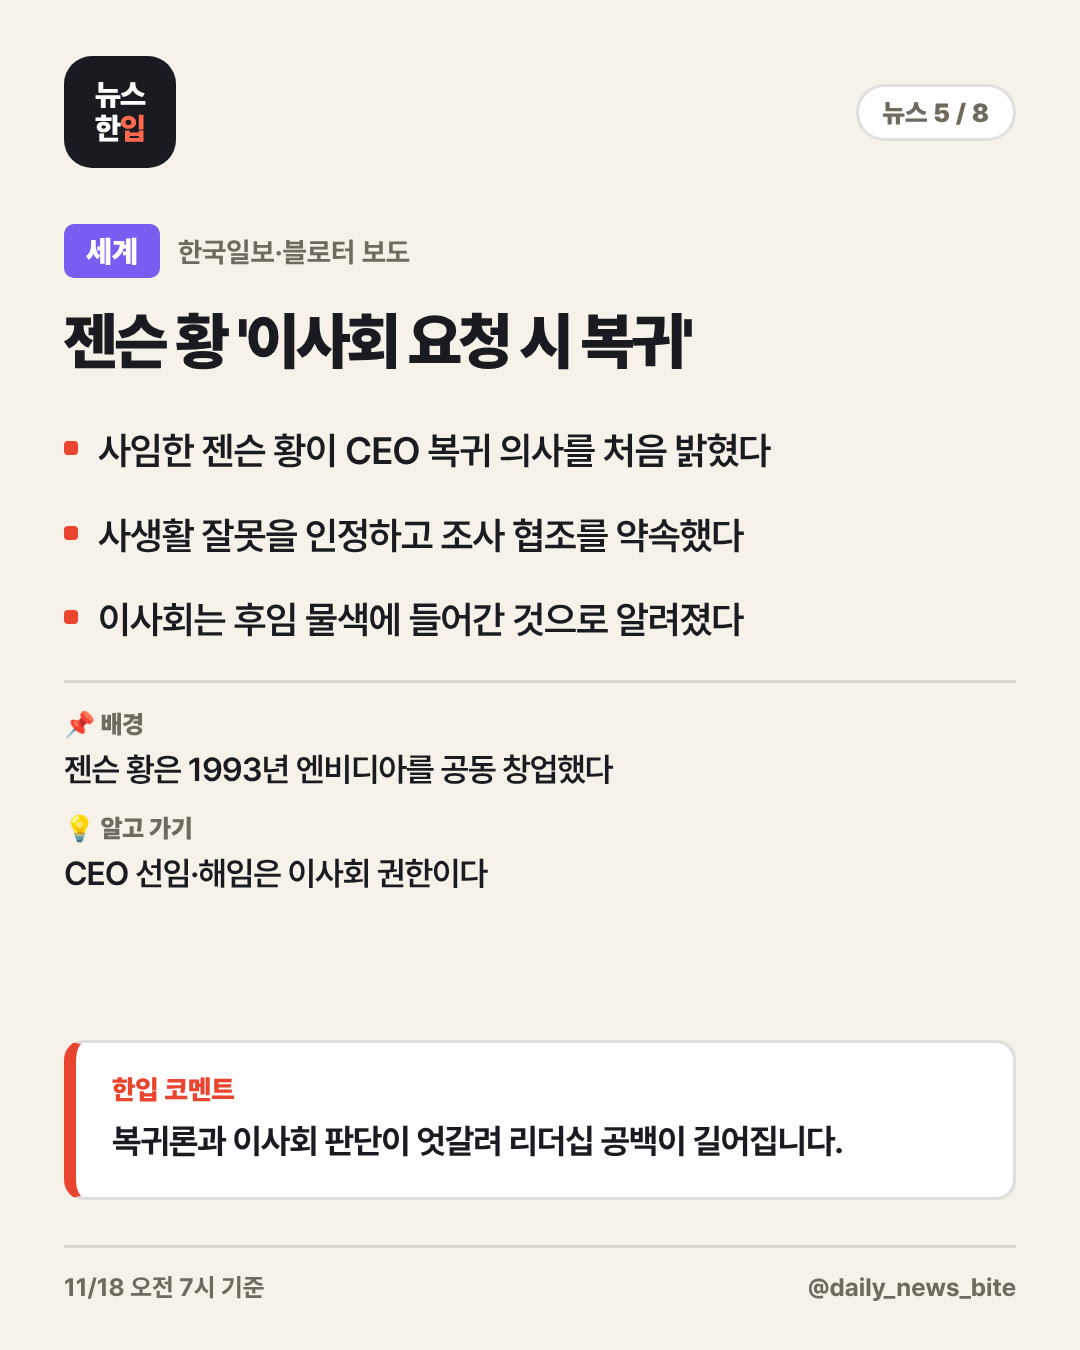 뉴스
한입
뉴스 5 / 8
세계
한국일보·블로터 보도
젠슨 황 '이사회 요청 시 복귀'
사임한 젠슨 황이 CEO 복귀 의사를 처음 밝혔다
사생활 잘못을 인정하고 조사 협조를 약속했다
이사회는 후임 물색에 들어간 것으로 알려졌다
📌 배경
젠슨 황은 1993년 엔비디아를 공동 창업했다
💡 알고 가기
CEO 선임·해임은 이사회 권한이다
한입 코멘트
복귀론과 이사회 판단이 엇갈려 리더십 공백이 길어집니다.
11/18 오전 7시 기준
@daily_news_bite